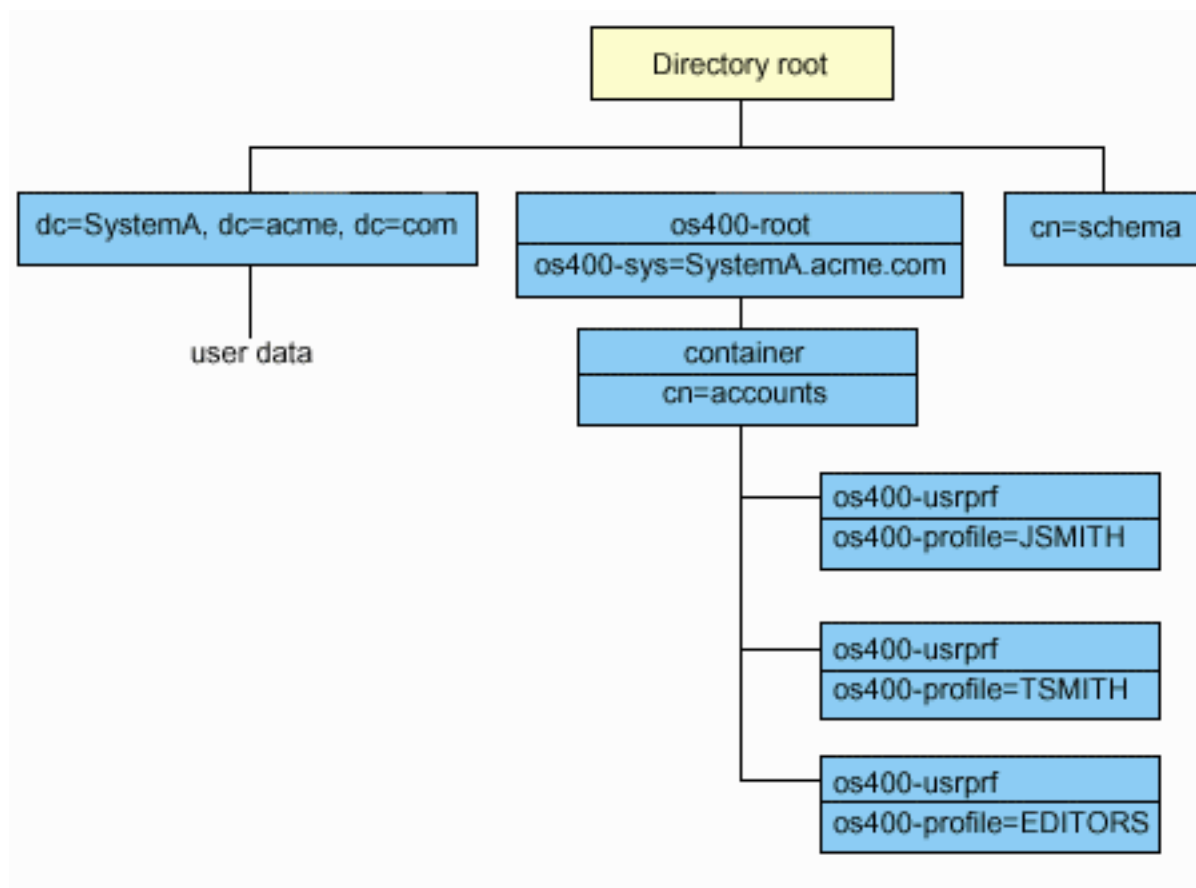 Directory root
dc=SystemA, dc=acme, dc=com
os400-root
os400-sys=SystemA.acme.com
cn=schema
user data
container
cn=accounts
os400-usrprf
os400-profile=JSMITH
os400-usrprf
os400-profile=TSMITH
os400-usrprf
os400-profile=EDITORS